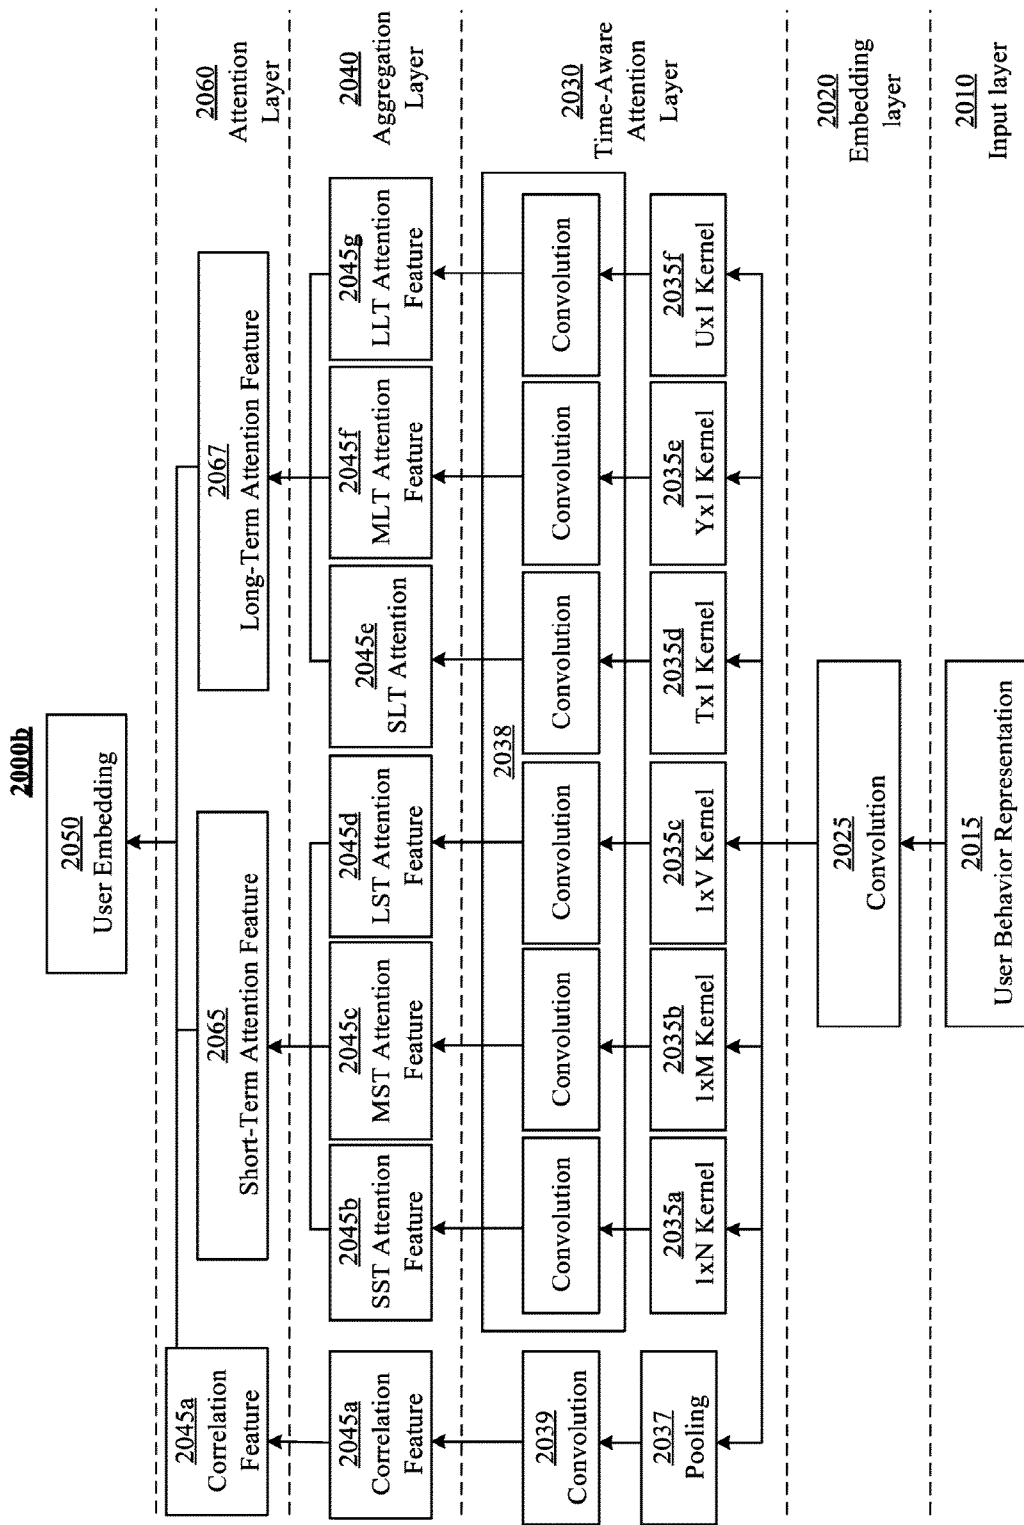 2000b
2050
User Embedding
2060
Attention
Layer
2045a
Correlation
Feature
2065
Short-Term Attention Feature
2067
Long-Term Attention Feature
2040
Aggregation
Layer
2045a
Correlation
Feature
2045b
SST Attention
Feature
2045c
MST Attention
Feature
2045d
LST Attention
Feature
2045e
SLT Attention
2045f
MLT Attention
Feature
2045g
LLT Attention
Feature
2030
Time-Aware
Attention
Layer
2038
2039
Convolution
Convolution
Convolution
Convolution
Convolution
Convolution
Convolution
2037
Pooling
2035a
1xN Kernel
2035b
1xM Kernel
2035c
1xV Kernel
2035d
Tx1 Kernel
2035e
Yx1 Kernel
2035f
Ux1 Kernel
2020
Embedding
layer
2025
Convolution
2010
Input layer
2015
User Behavior Representation